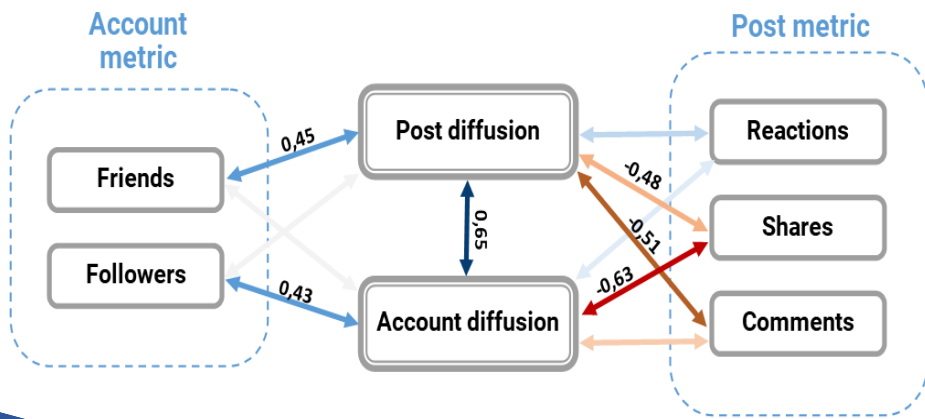 Account
metric
Post metric
Friends
Followers
Post diffusion
Account diffusion
Reactions
Shares
Comments
0,45
0,43
0,65
-0,48
-0,51
-0,63